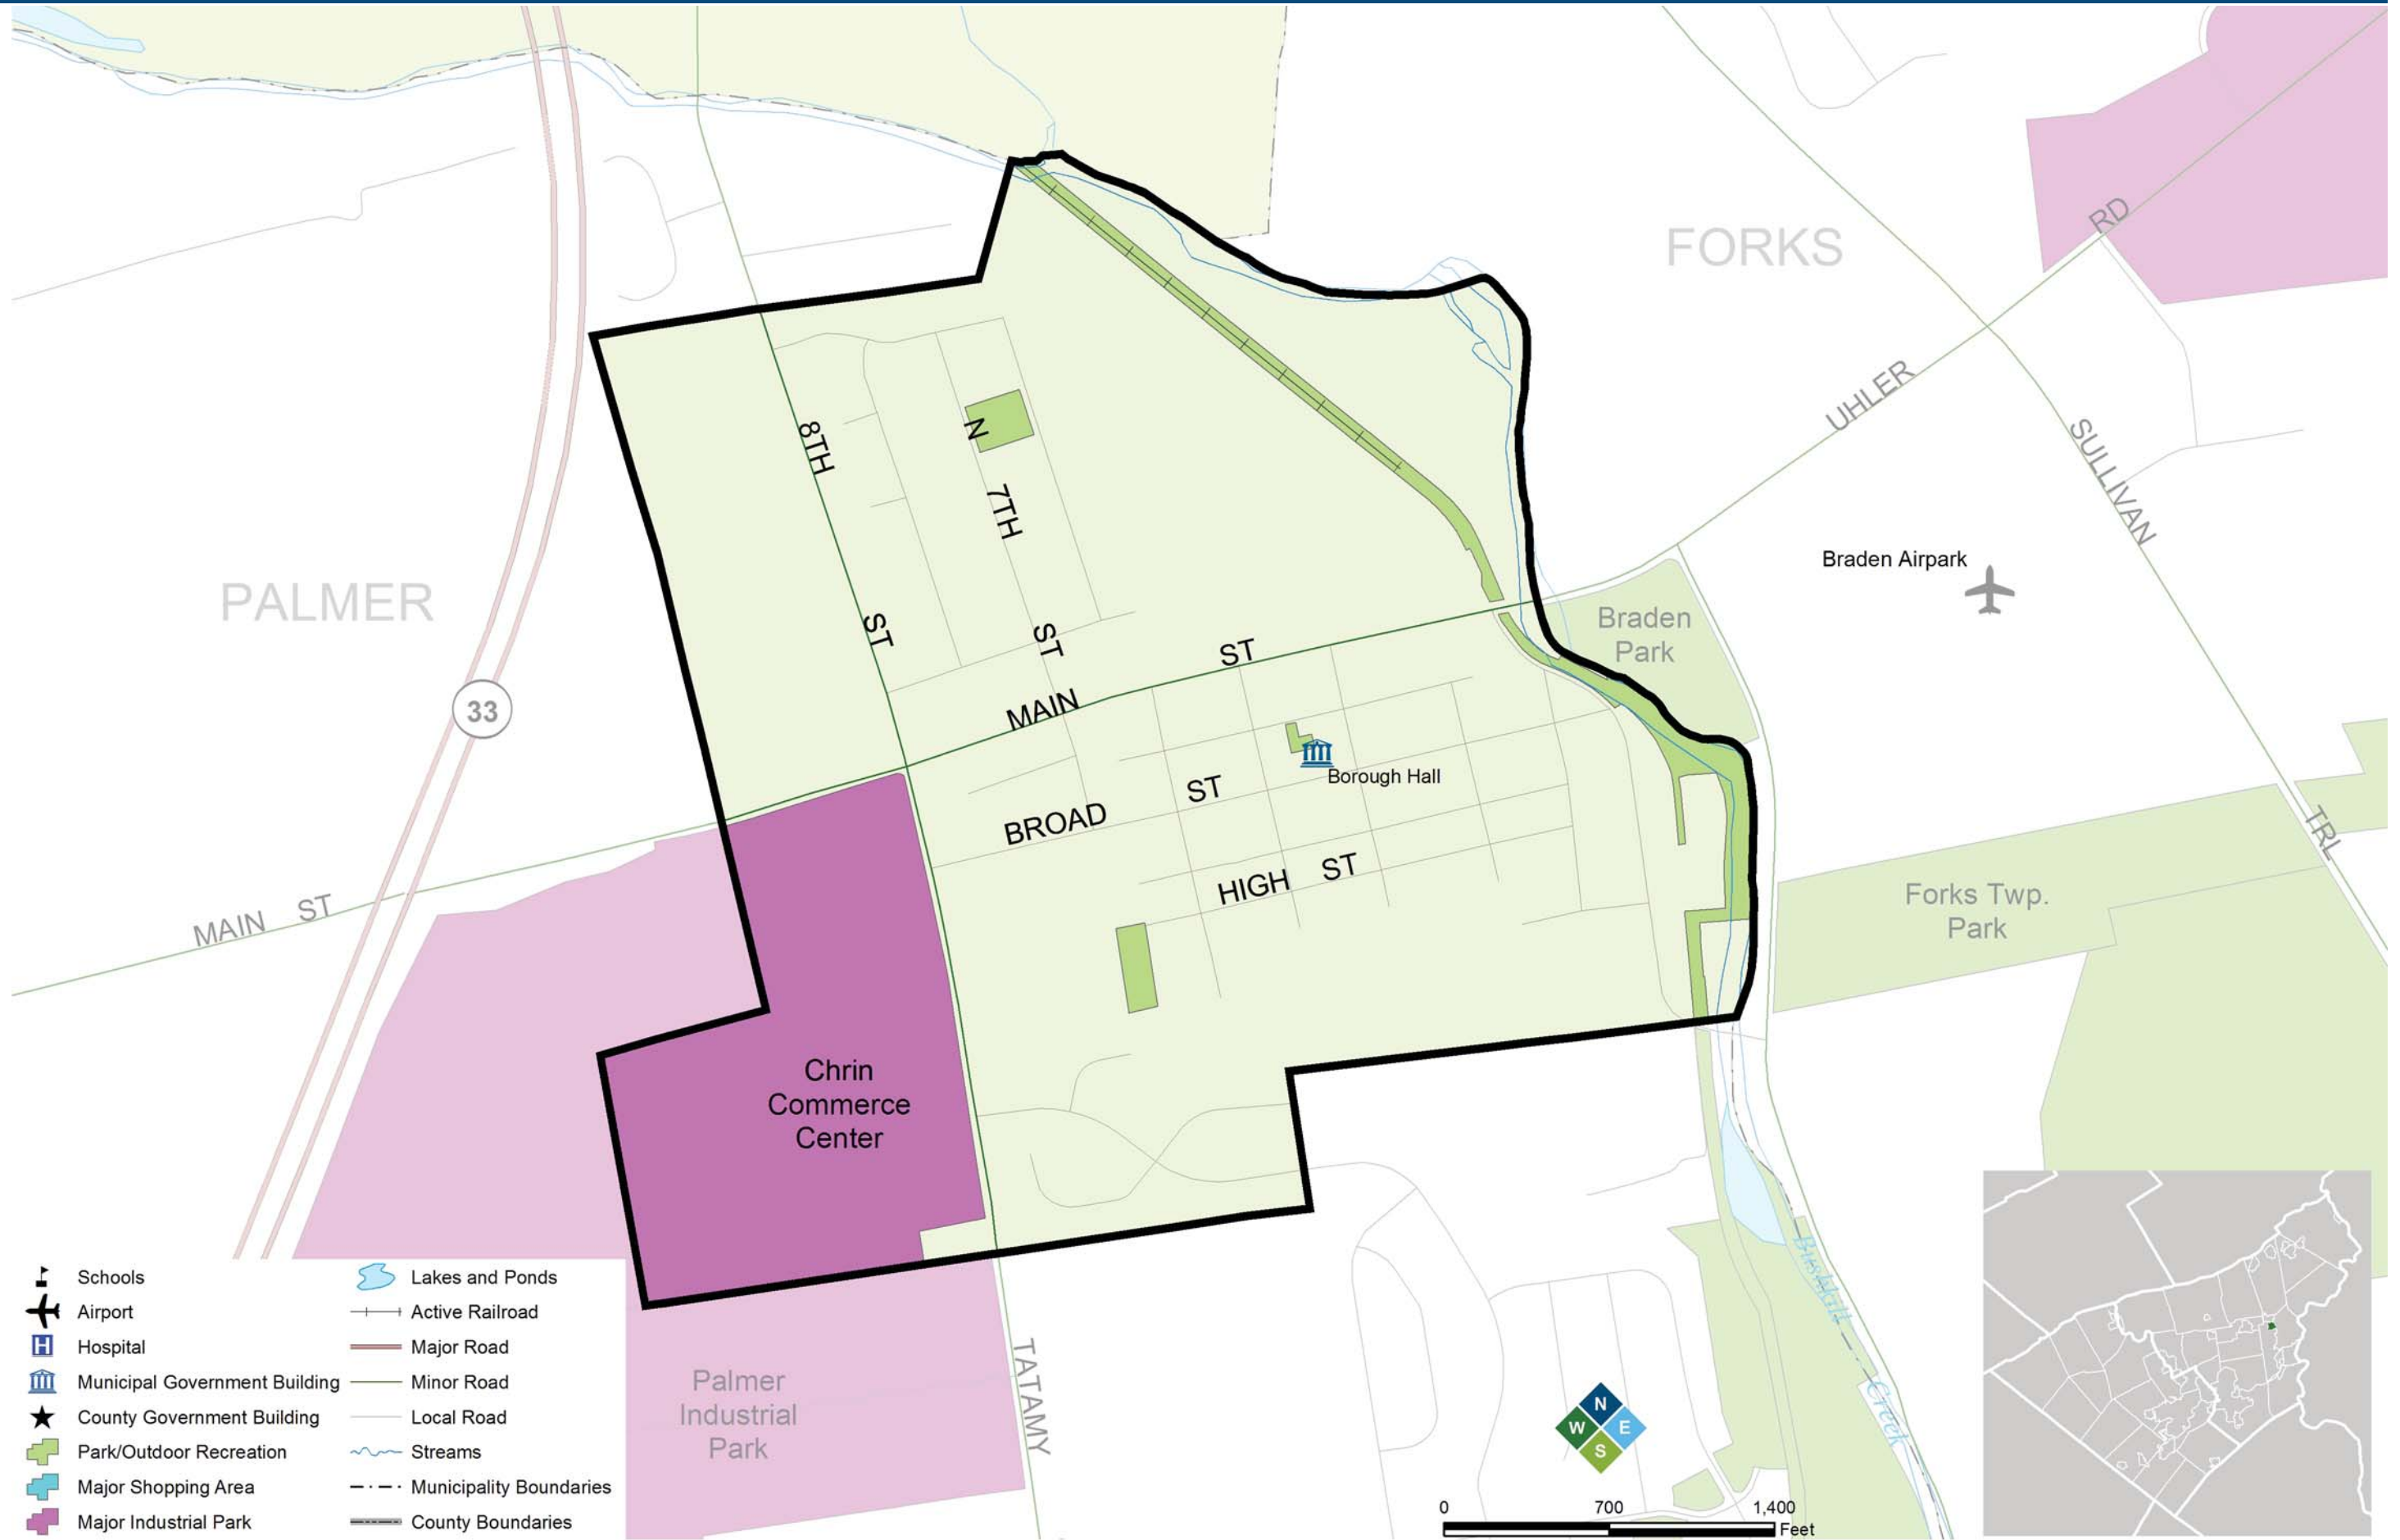 FORKS
RD
UHLER
SULLIVAN
TRL
8TH
ST
N
7TH
ST
Braden Airpark
PALMER
Braden
Park
33
MAIN
ST
BROAD
ST
Borough Hall
HIGH ST
MAIN ST
Forks Twp.
Park
Chrin
Commerce
Center
Palmer
Industrial
Park
TATAMY
Bushkill
Creek
Schools
Airport
H
Hospital
Municipal Government Building
County Government Building
Park/Outdoor Recreation
Major Shopping Area
Major Industrial Park
Lakes and Ponds
Active Railroad
Major Road
Minor Road
Local Road
Streams
Municipality Boundaries
County Boundaries
N
W E
S
0 700 1,400
Feet